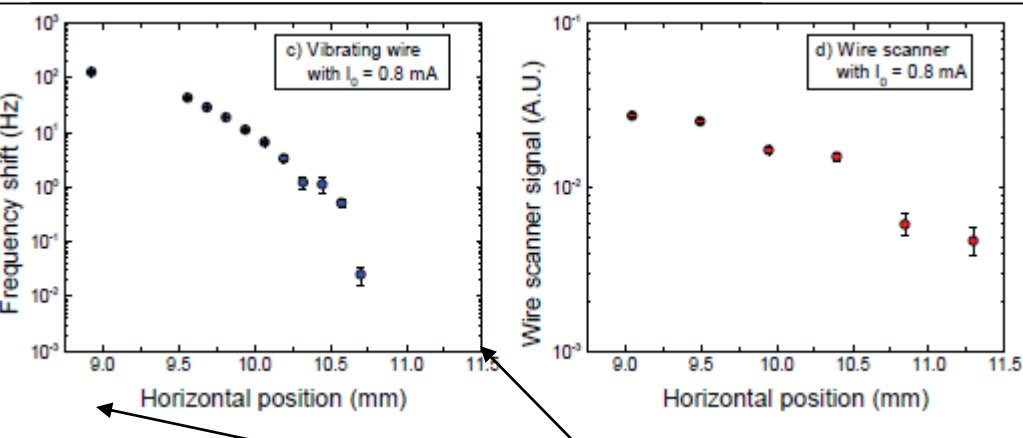 c) Vibrating wire
with I₀ = 0.8 mA
Frequency shift (Hz)
10³
10²
10¹
10⁰
10⁻¹
10⁻²
10⁻³
9.0 9.5 10.0 10.5 11.0 11.5
Horizontal position (mm)
d) Wire scanner
with I₀ = 0.8 mA
Wire scanner signal (A.U.)
10⁻¹
10⁻²
10⁻³
9.0 9.5 10.0 10.5 11.0 11.5
Horizontal position (mm)